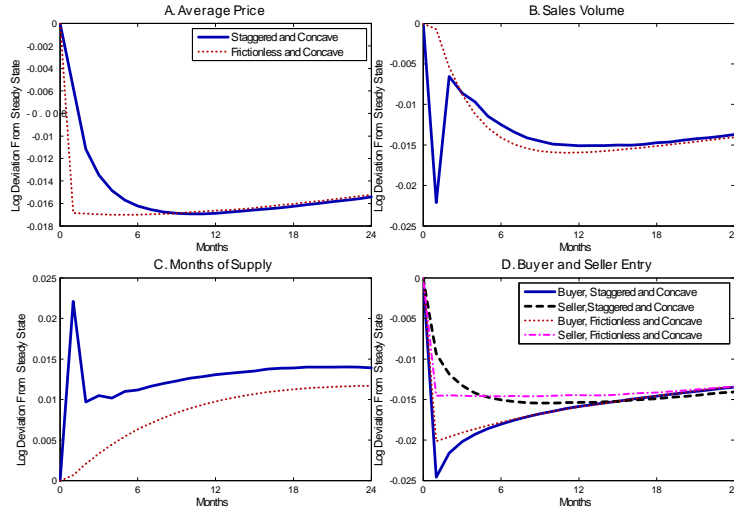 A. Average Price
B. Sales Volume
Log Deviation From Steady State
-0
-0.002
-0.004
-0.006
-0.01
-0.012
-0.014
-0.016
-0.018
Staggered and Concave
Frictionless and Concave
0 6 12 18 24
Months
Log Deviation From Steady State
0
-0.005
-0.01
-0.015
-0.02
-0.025
0 6 12 18 24
Months
C. Months of Supply
D. Buyer and Seller Entry
Log Deviation From Steady State
0.025
0.02
0.015
0.01
0.005
0
0 6 12 18 24
Months
Log Deviation From Steady State
0
-0.005
-0.01
-0.015
-0.02
-0.025
Buyer, Staggered and Concave
Seller, Staggered and Concave
Buyer, Frictionless and Concave
Seller, Frictionless and Concave
0 6 12 18 24
Months